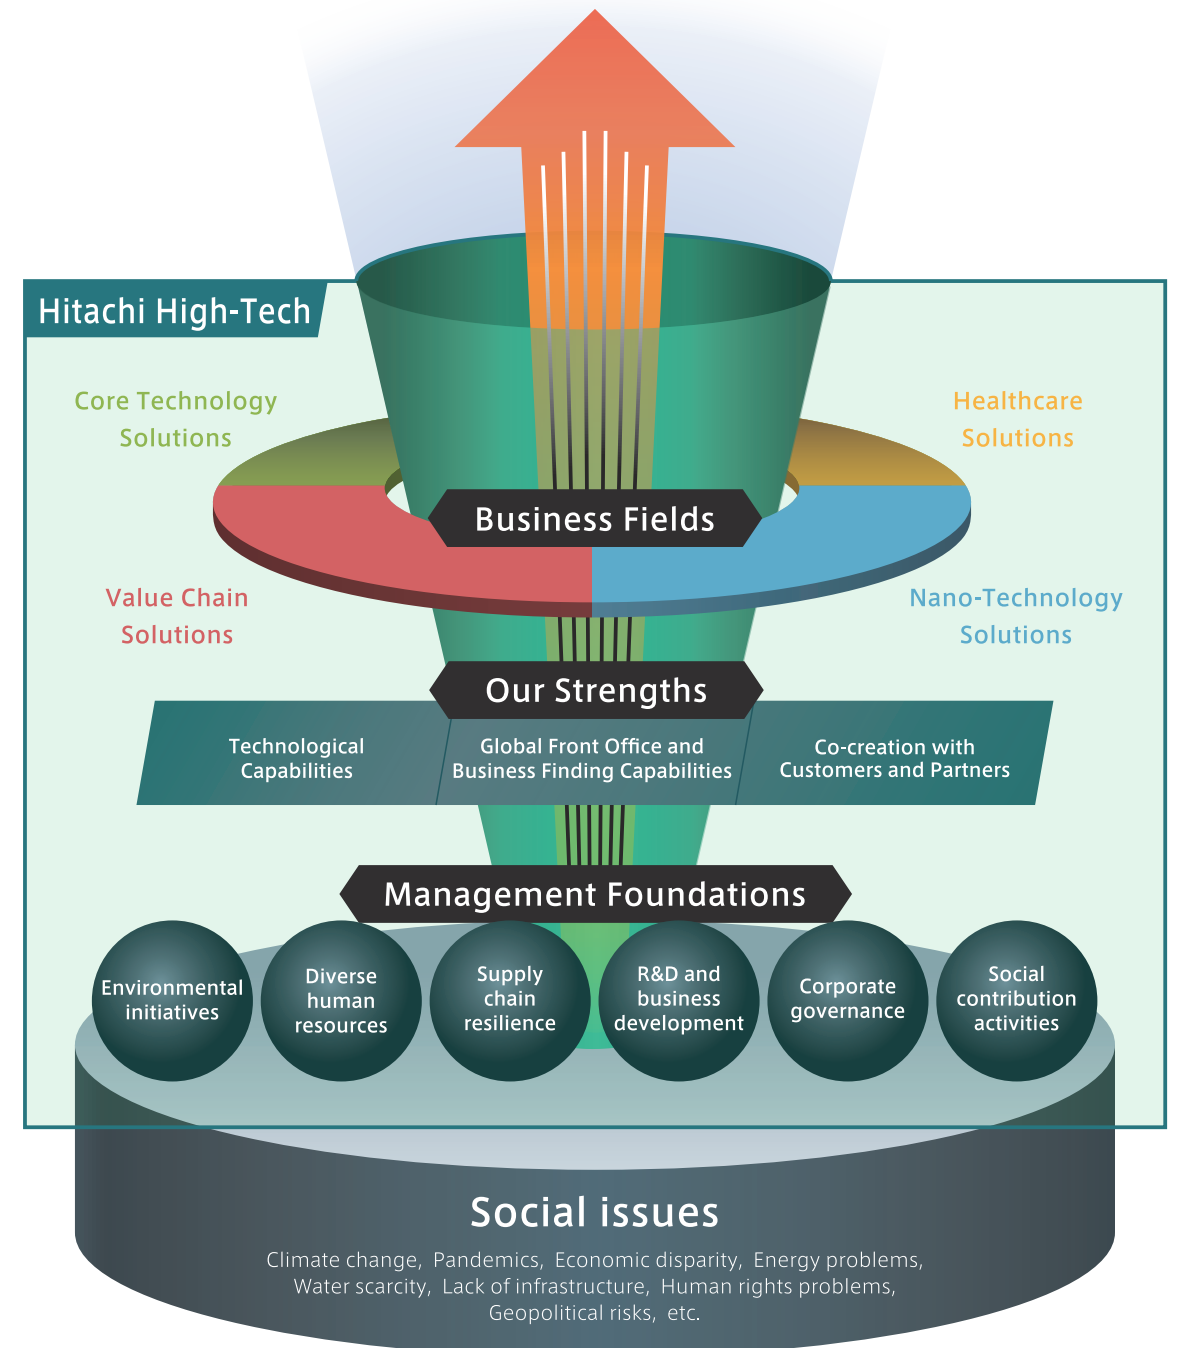 Hitachi High-Tech
Core Technology
Solutions
Healthcare
Solutions
Business Fields
Value Chain
Solutions
Nano-Technology
Solutions
Our Strengths
Technological
Capabilities
Global Front Office and
Business Finding Capabilities
Co-creation with
Customers and Partners
Management Foundations
Environmental
initiatives
Diverse
human
resources
Supply
chain
resilience
R&D and
business
development
Corporate
governance
Social
contribution
activities
Social issues
Climate change, Pandemics, Economic disparity, Energy problems,
Water scarcity, Lack of infrastructure, Human rights problems,
Geopolitical risks, etc.